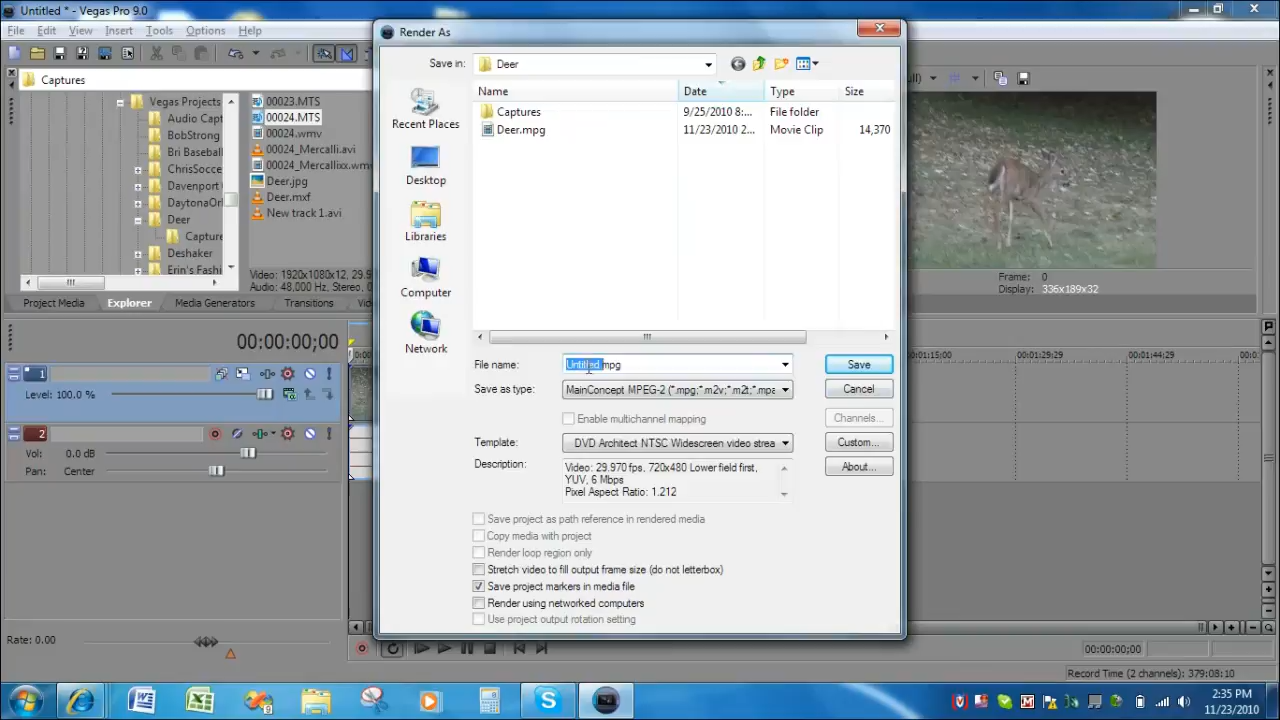 Untitled * - Vegas Pro 9.0
File Edit View Insert Tools Options Help
Captures
Vegas Projects
Audio Capt
BobStrong
Bri Baseball
ChrisSocce
Davenport
DaytonaOrl
Deer
Capture
Deshaker
Erin's Fashi
00023.MTS
00024.MTS
00024.wmv
00024_Mercalli.avi
00024_Mercallixx.wmv
Deer.jpg
Deer.mxf
New track 1.avi
Video: 1920x1080x12, 29.9
Audio: 48,000 Hz, Stereo,
Project Media Explorer Media Generators Transitions
Render As
Save in: Deer
Recent Places
Desktop
Libraries
Computer
Network
Name Date Type Size
Captures 9/25/2010 8:... File folder
Deer.mpg 11/23/2010 2... Movie Clip 14,370
File name: Untitled.mpg
Save as type: MainConcept MPEG-2 (*.mpg;*.m2v;*.m2t;*.mpa
Enable multichannel mapping
Template: DVD Architect NTSC Widescreen video strea
Description: Video: 29.970 fps, 720x480 Lower field first,
YUV, 6 Mbps
Pixel Aspect Ratio: 1.212
Save
Cancel
Channels...
Custom...
About...
Save project as path reference in rendered media
Copy media with project
Render loop region only
Stretch video to fill output frame size (do not letterbox)
Save project markers in media file
Render using networked computers
Use project output rotation setting
Frame: 0
Display: 336x189x32
00:00:00;00
1
Level: 100.0 %
2
Vol: 0.0 dB
Pan: Center
Rate: 0.00
00:01:15;00 00:01:29;29 00:01:44;29 00:01:59;29
00:00:00;00
Record Time (2 channels): 379:08:10
2:35 PM
11/23/2010